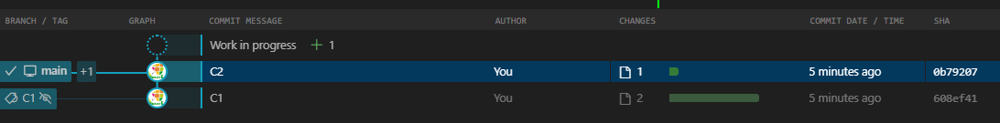 BRANCH / TAG GRAPH COMMIT MESSAGE AUTHOR CHANGES COMMIT DATE / TIME SHA
Work in progress + 1
main +1 C2 You 1 5 minutes ago 0b79207
C1 C1 You 2 5 minutes ago 608ef41